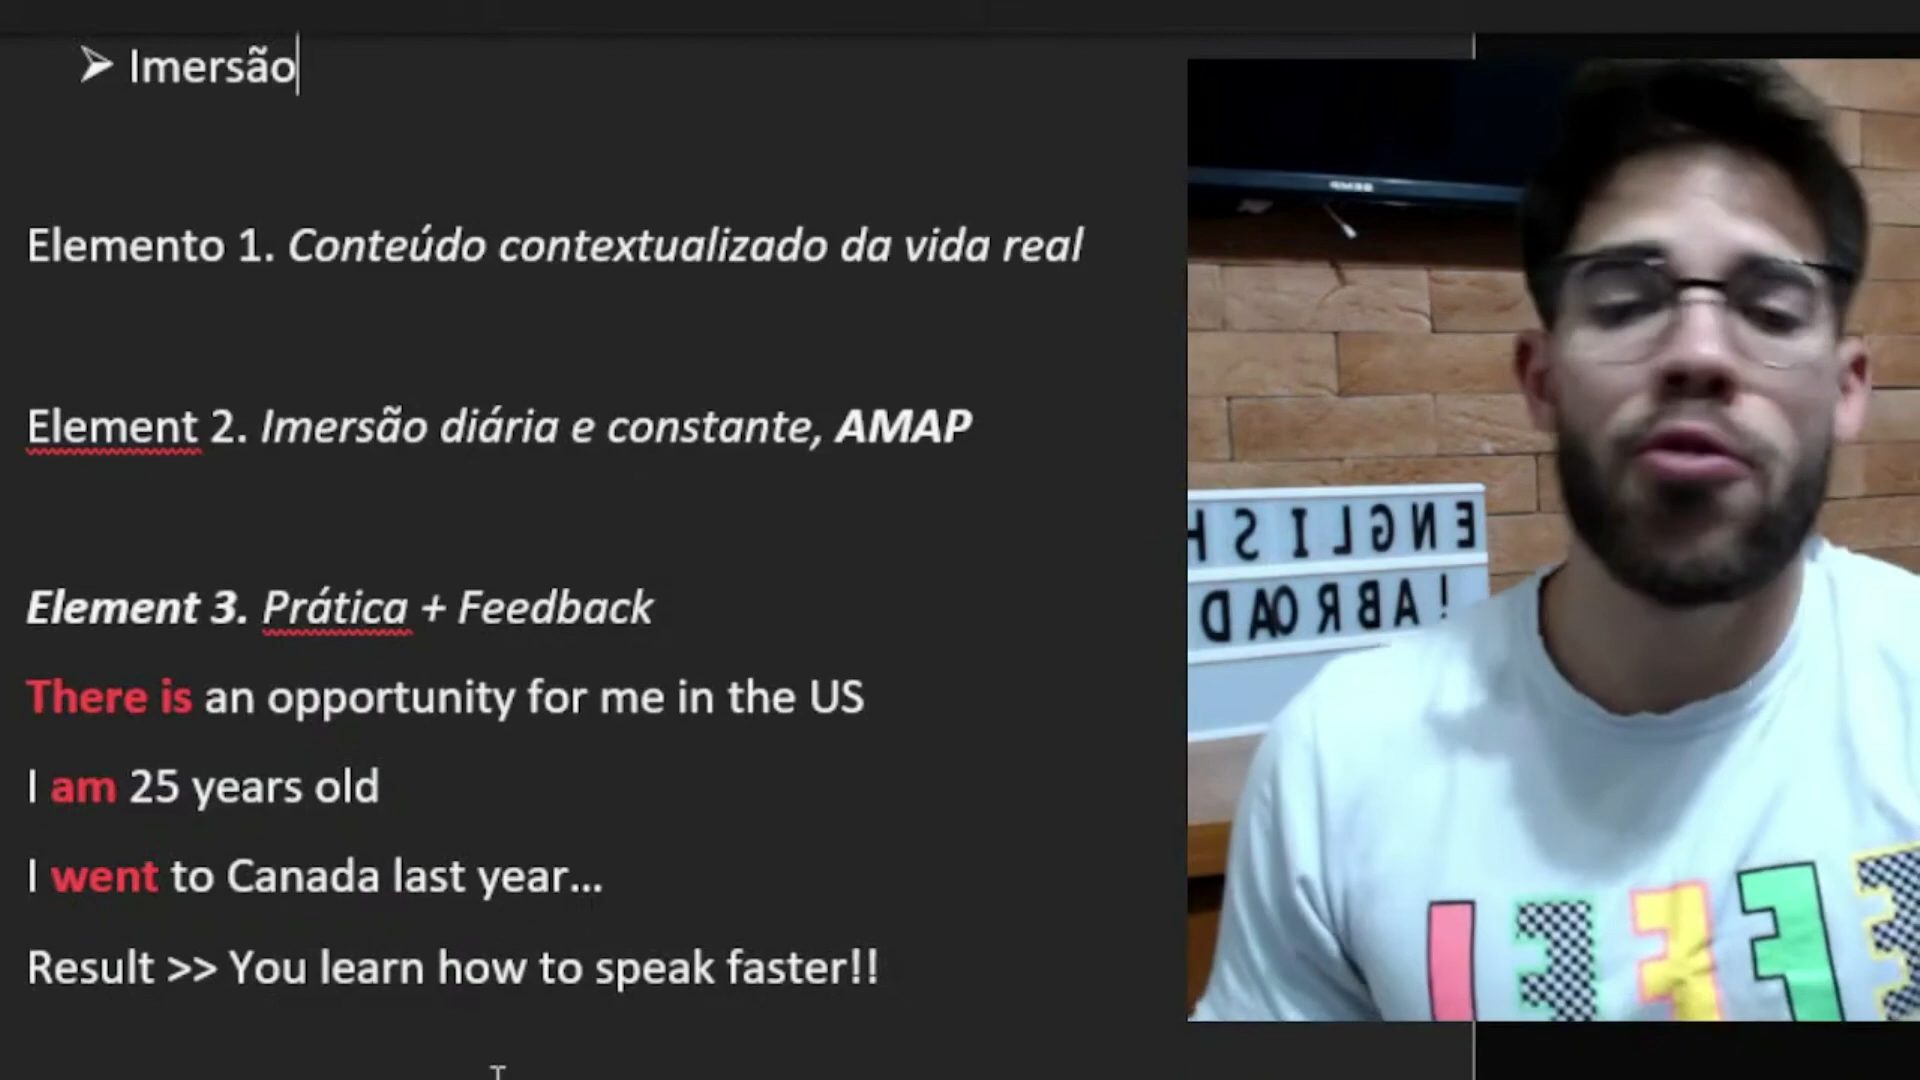 Imersão
Elemento 1. Conteúdo contextualizado da vida real
Element 2. Imersão diária e constante, AMAP
Element 3. Prática + Feedback
There is an opportunity for me in the US
I am 25 years old
I went to Canada last year...
Result >> You learn how to speak faster!!
ENGLISH
ABROAD!